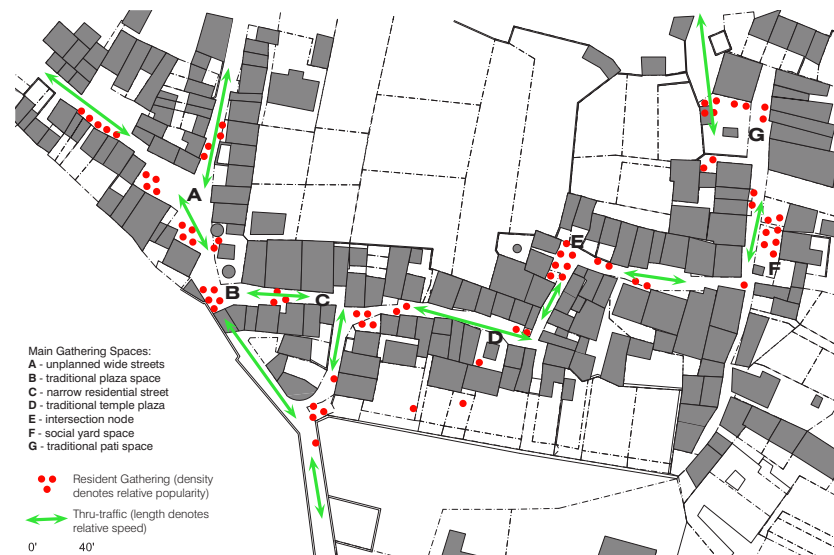 G
A
E
F
B
C
D
Main Gathering Spaces:
A - unplanned wide streets
B - traditional plaza space
C - narrow residential street
D - traditional temple plaza
E - intersection node
F - social yard space
G - traditional pati space
Resident Gathering (density
denotes relative popularity)
Thru-traffic (length denotes
relative speed)
0' 40'